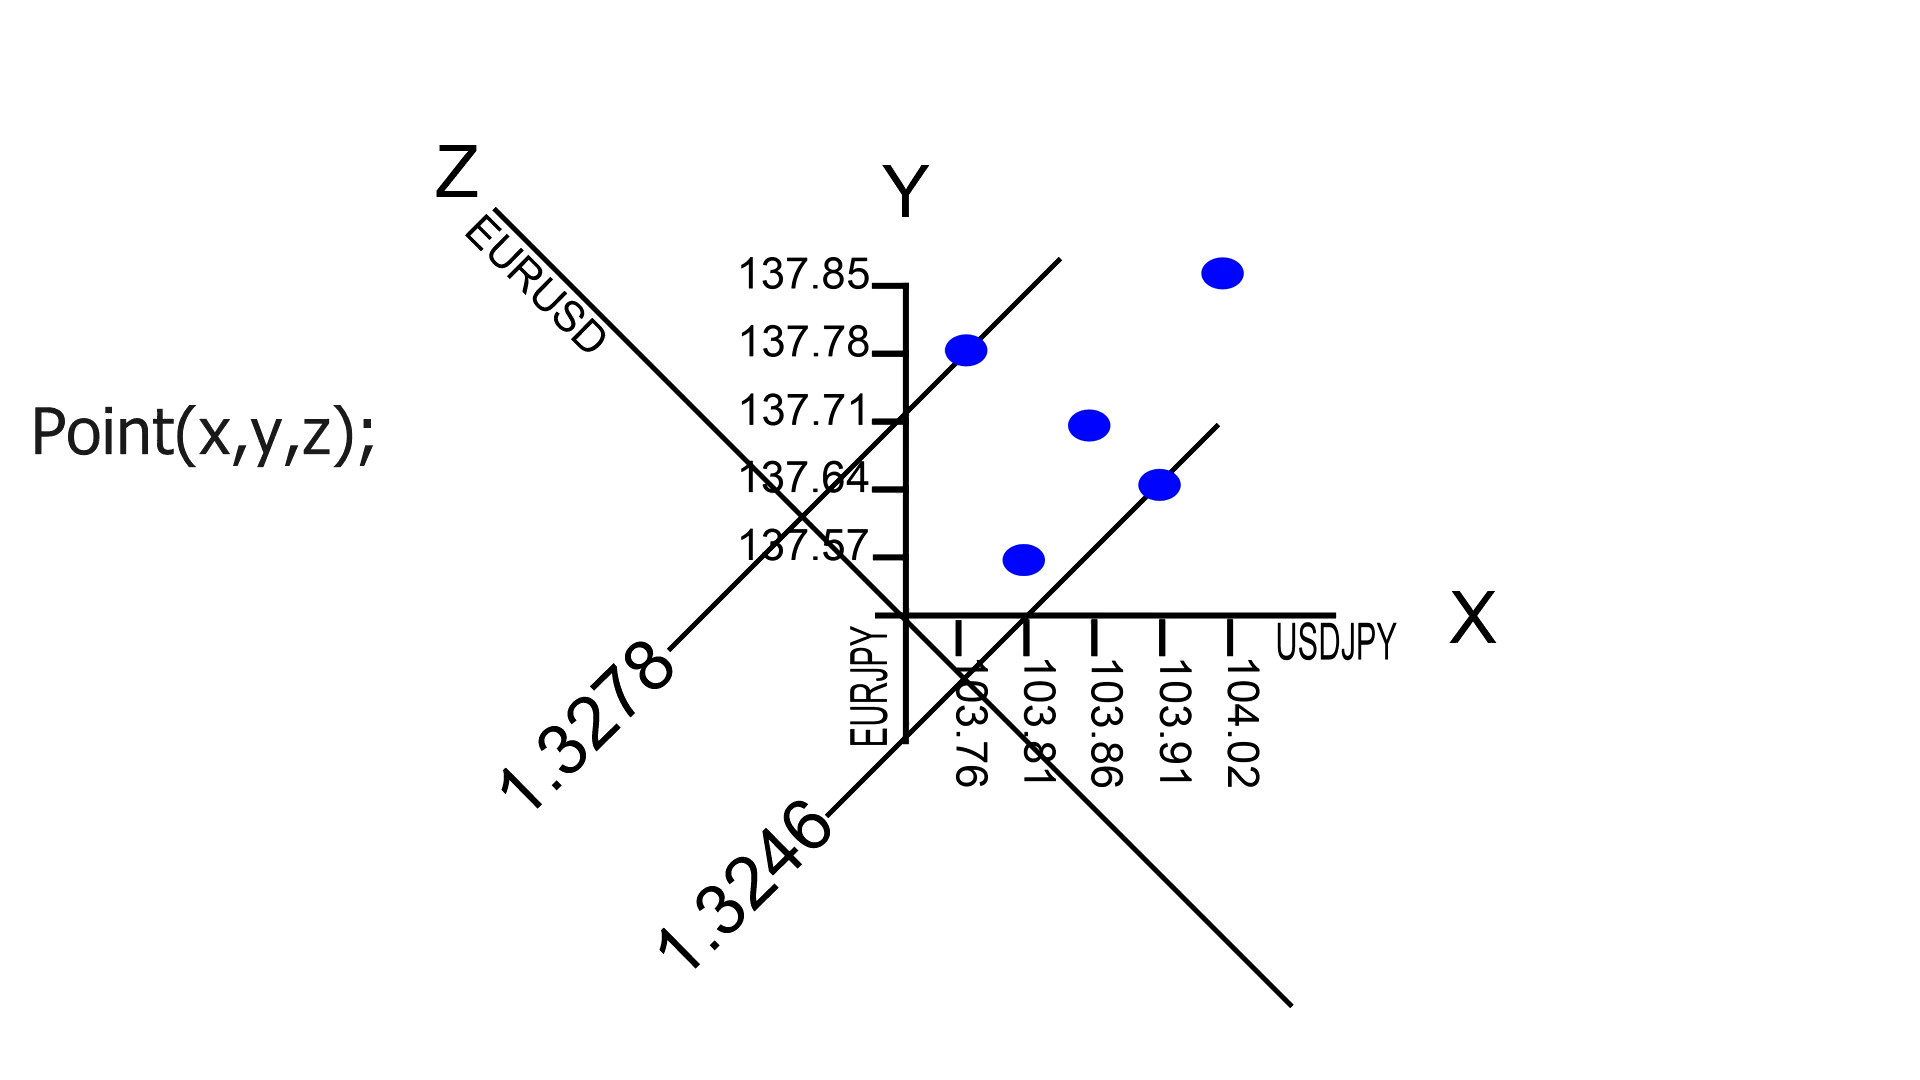 Z
EURUSD
Y
137.85
137.78
137.71
137.64
137.57
Point(x,y,z);
X
USDJPY
EURJPY
103.76
103.81
103.86
103.91
104.02
1.3278
1.3246